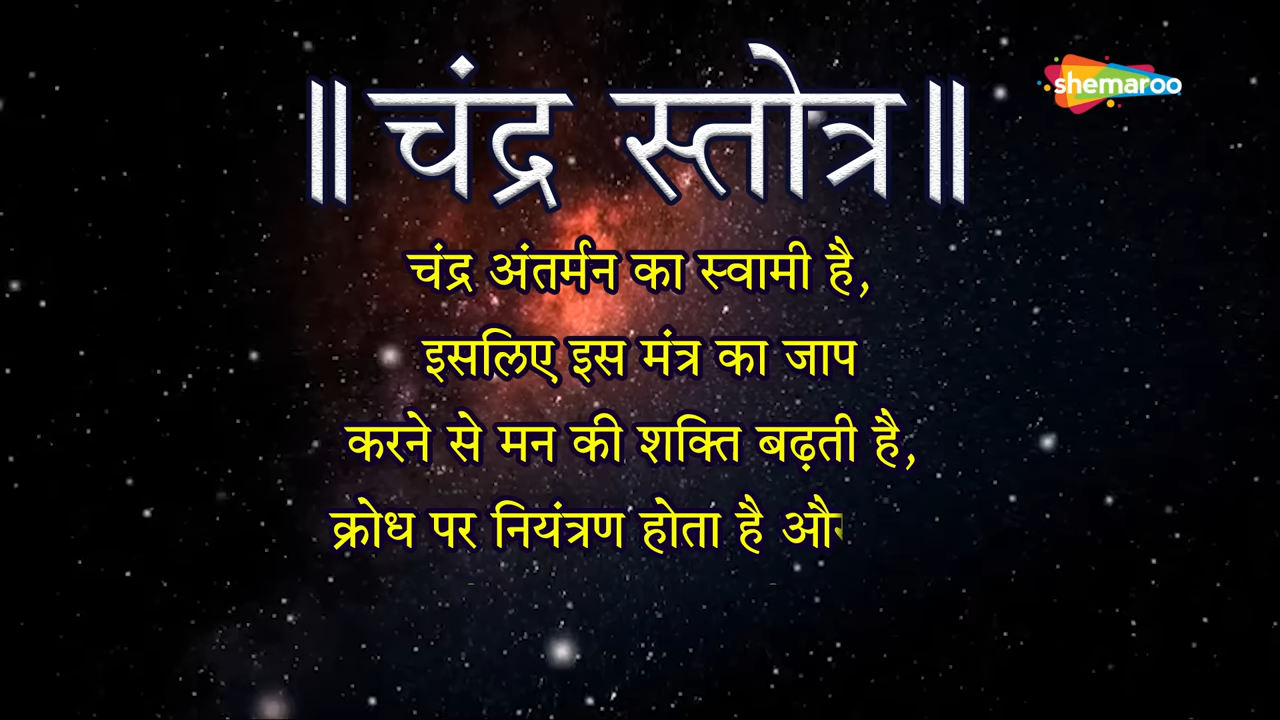 ॥ चंद्र स्तोत्र ॥
shemaroo
चंद्र अंतर्मन का स्वामी है,
इसलिए इस मंत्र का जाप
करने से मन की शक्ति बढ़ती है,
क्रोध पर नियंत्रण होता है